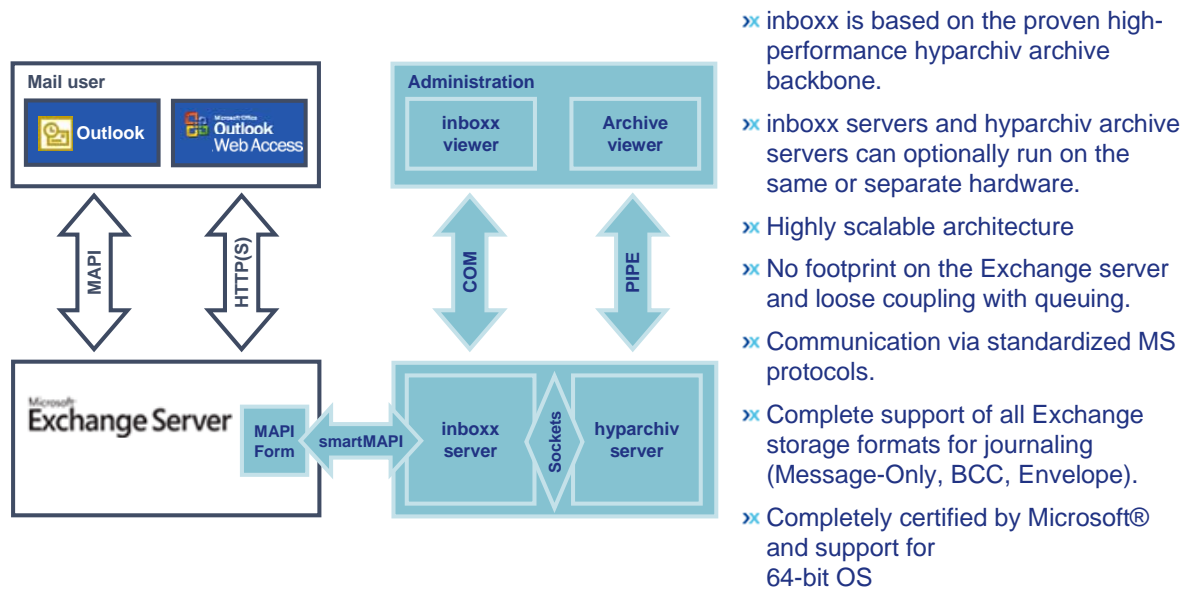 Mail user
Outlook
Microsoft Office
Outlook
Web Access
Administration
inboxx
viewer
Archive
viewer
MAPI
HTTP(S)
COM
PIPE
Microsoft
Exchange Server
MAPI
Form
smartMAPI
inboxx
server
Sockets
hyparchiv
server
inboxx is based on the proven high-
performance hyparchiv archive
backbone.
inboxx servers and hyparchiv archive
servers can optionally run on the
same or separate hardware.
Highly scalable architecture
No footprint on the Exchange server
and loose coupling with queuing.
Communication via standardized MS
protocols.
Complete support of all Exchange
storage formats for journaling
(Message-Only, BCC, Envelope).
Completely certified by Microsoft®
and support for
64-bit OS